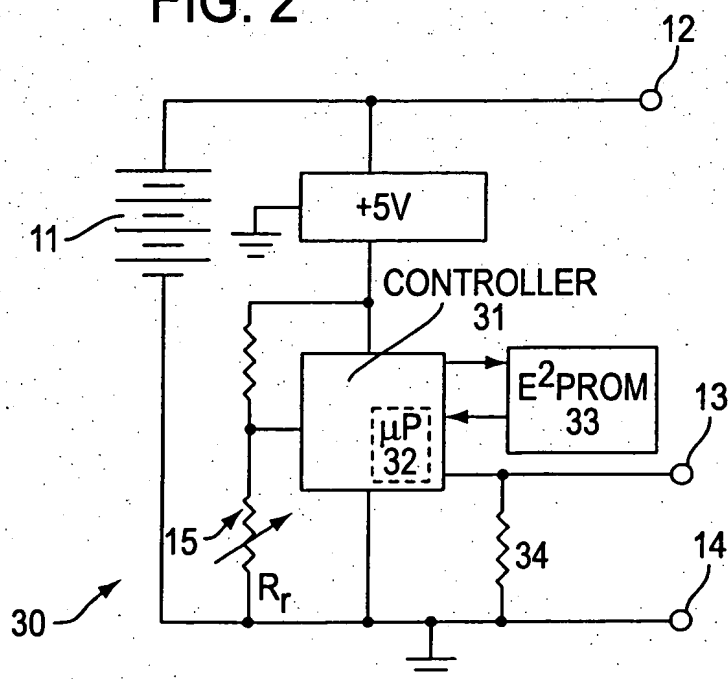 FIG. 2
12
+5V
11
CONTROLLER
31
E²PROM
33
13
μP
32
15
34
14
R_r
30